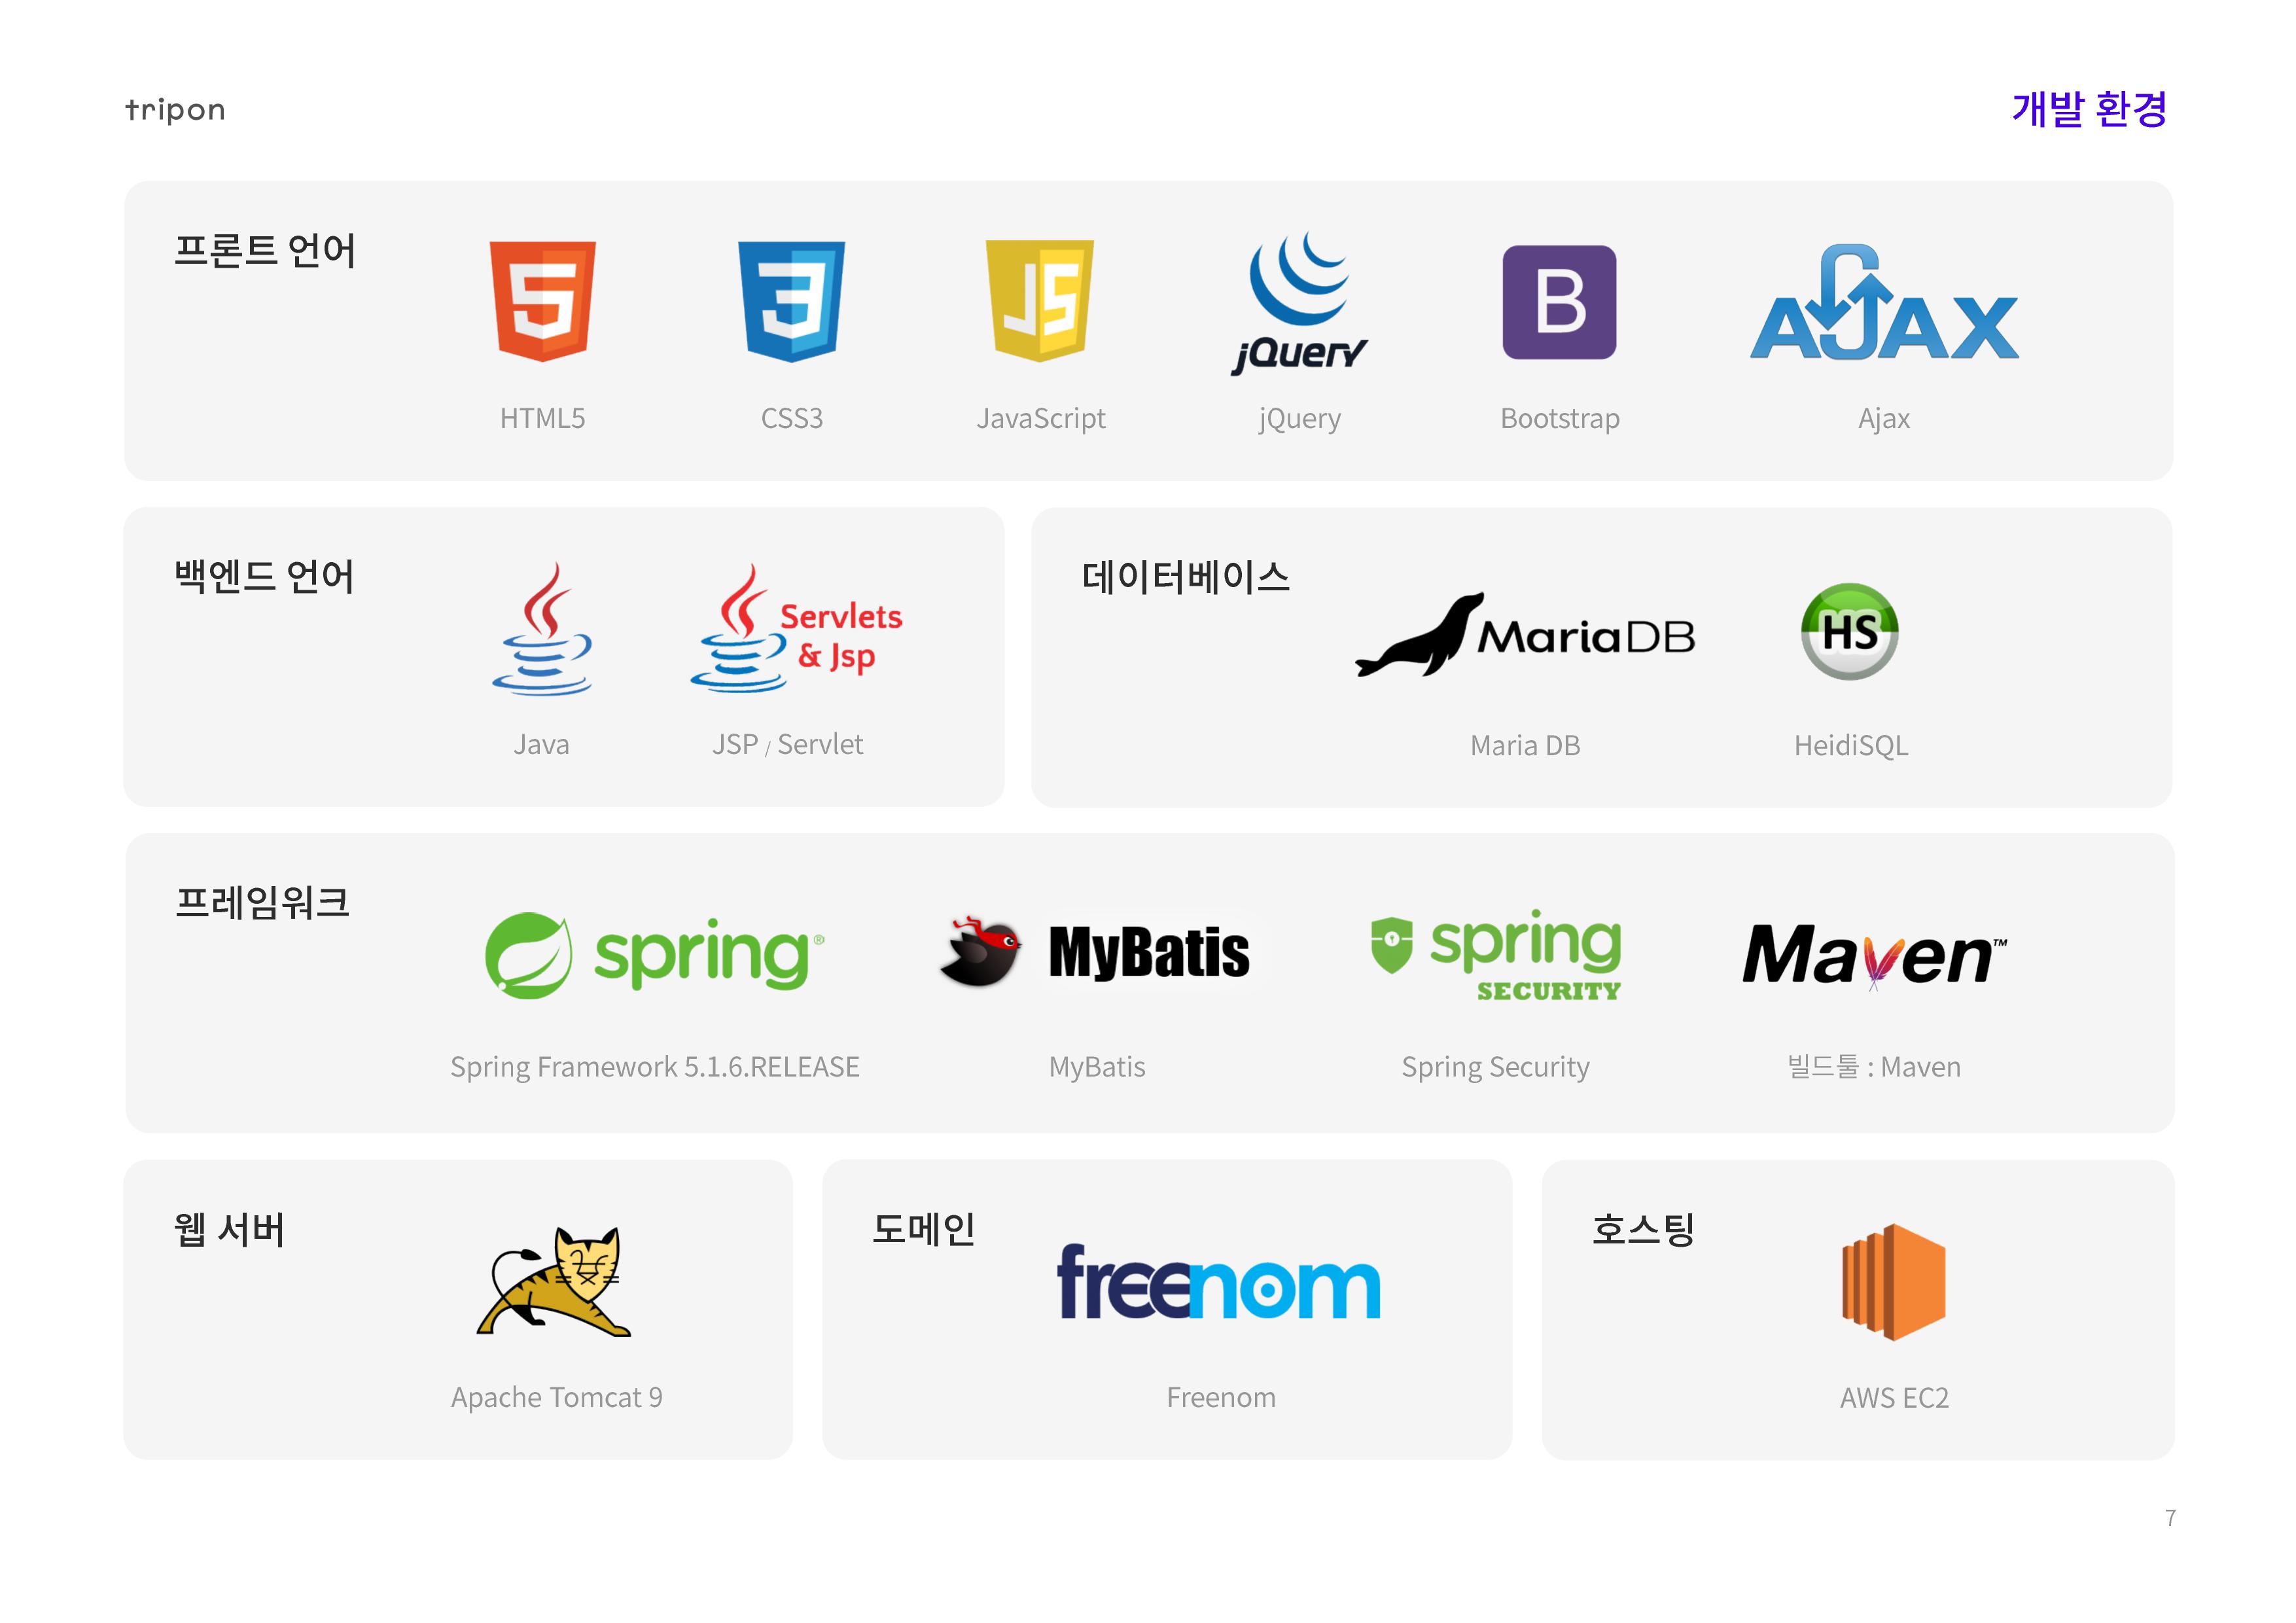 tripon
개발 환경
프론트 언어
jQuery
B
AJAX
HTML5
CSS3
JavaScript
jQuery
Bootstrap
Ajax
백엔드 언어
Servlets
& Jsp
Java
JSP / Servlet
데이터베이스
MariaDB
HS
Maria DB
HeidiSQL
프레임워크
spring®
MyBatis
spring
SECURITY
Maven™
Spring Framework 5.1.6.RELEASE
MyBatis
Spring Security
빌드툴 : Maven
웹 서버
Apache Tomcat 9
도메인
freenom
Freenom
호스팅
AWS EC2
7